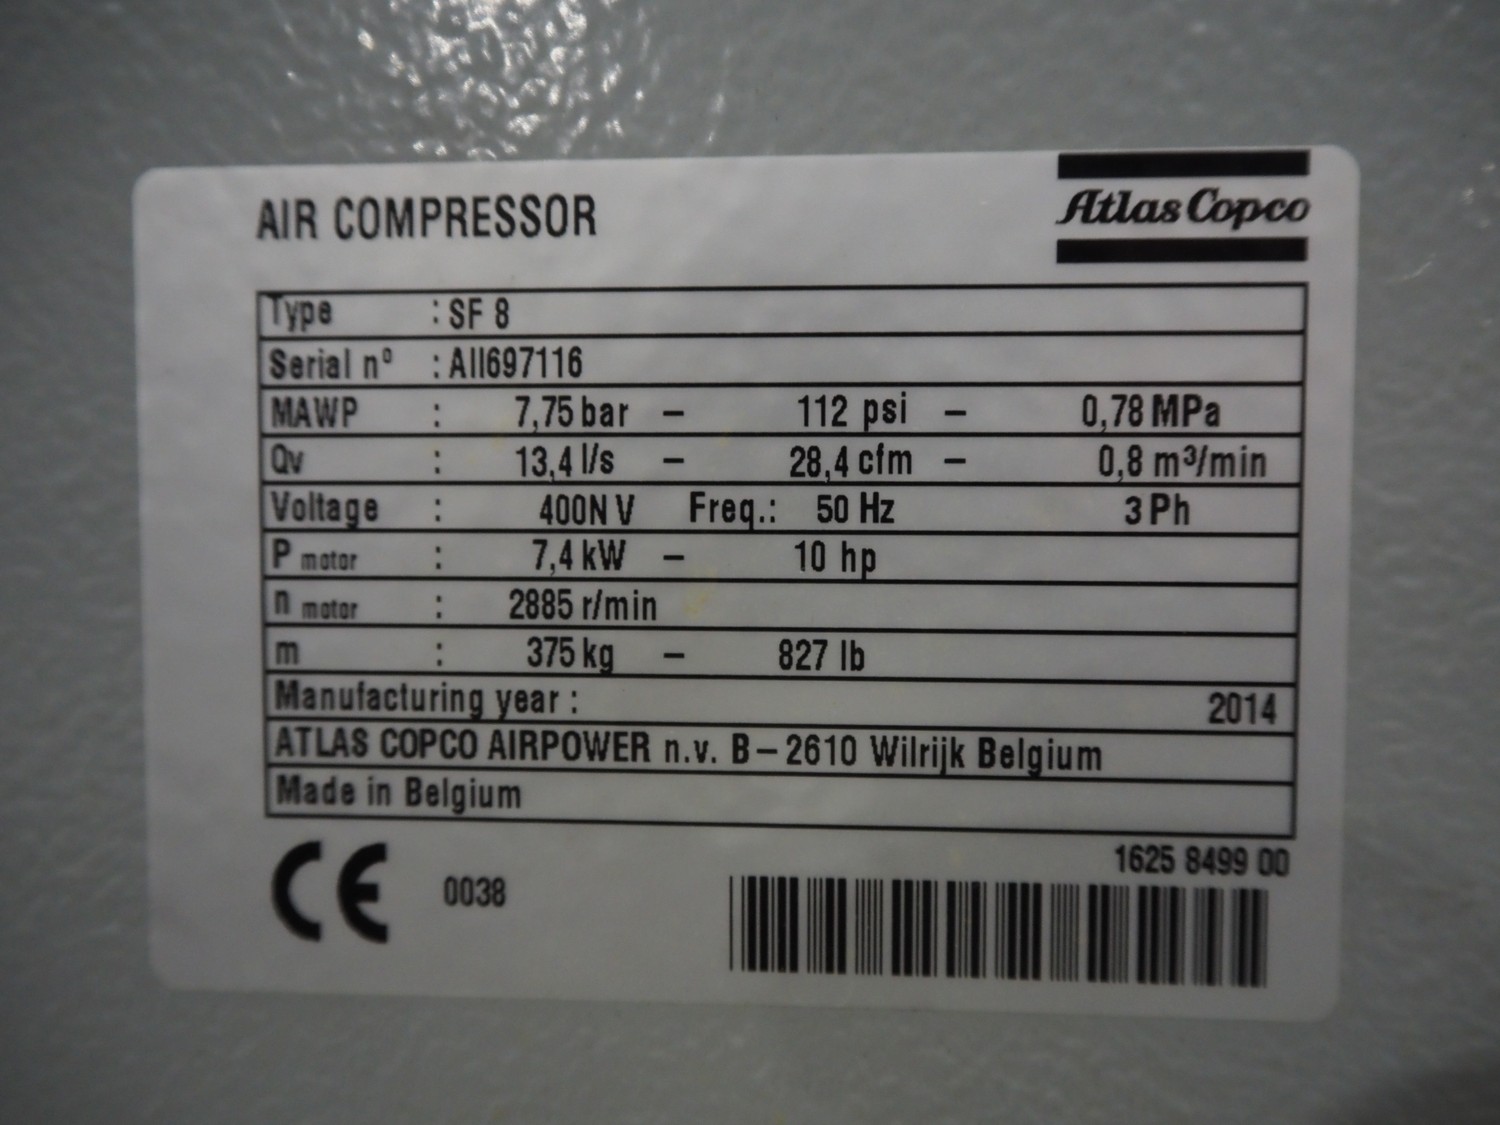 AIR COMPRESSOR
Atlas Copco
Type : SF 8
Serial nº : AII697116
MAWP : 7,75 bar – 112 psi – 0,78 MPa
Qv : 13,4 l/s – 28,4 cfm – 0,8 m³/min
Voltage : 400N V Freq.: 50 Hz 3 Ph
P motor : 7,4 kW – 10 hp
n motor : 2885 r/min
m : 375 kg – 827 lb
Manufacturing year : 2014
ATLAS COPCO AIRPOWER n.v. B – 2610 Wilrijk Belgium
Made in Belgium
CE 0038
1625 8499 00